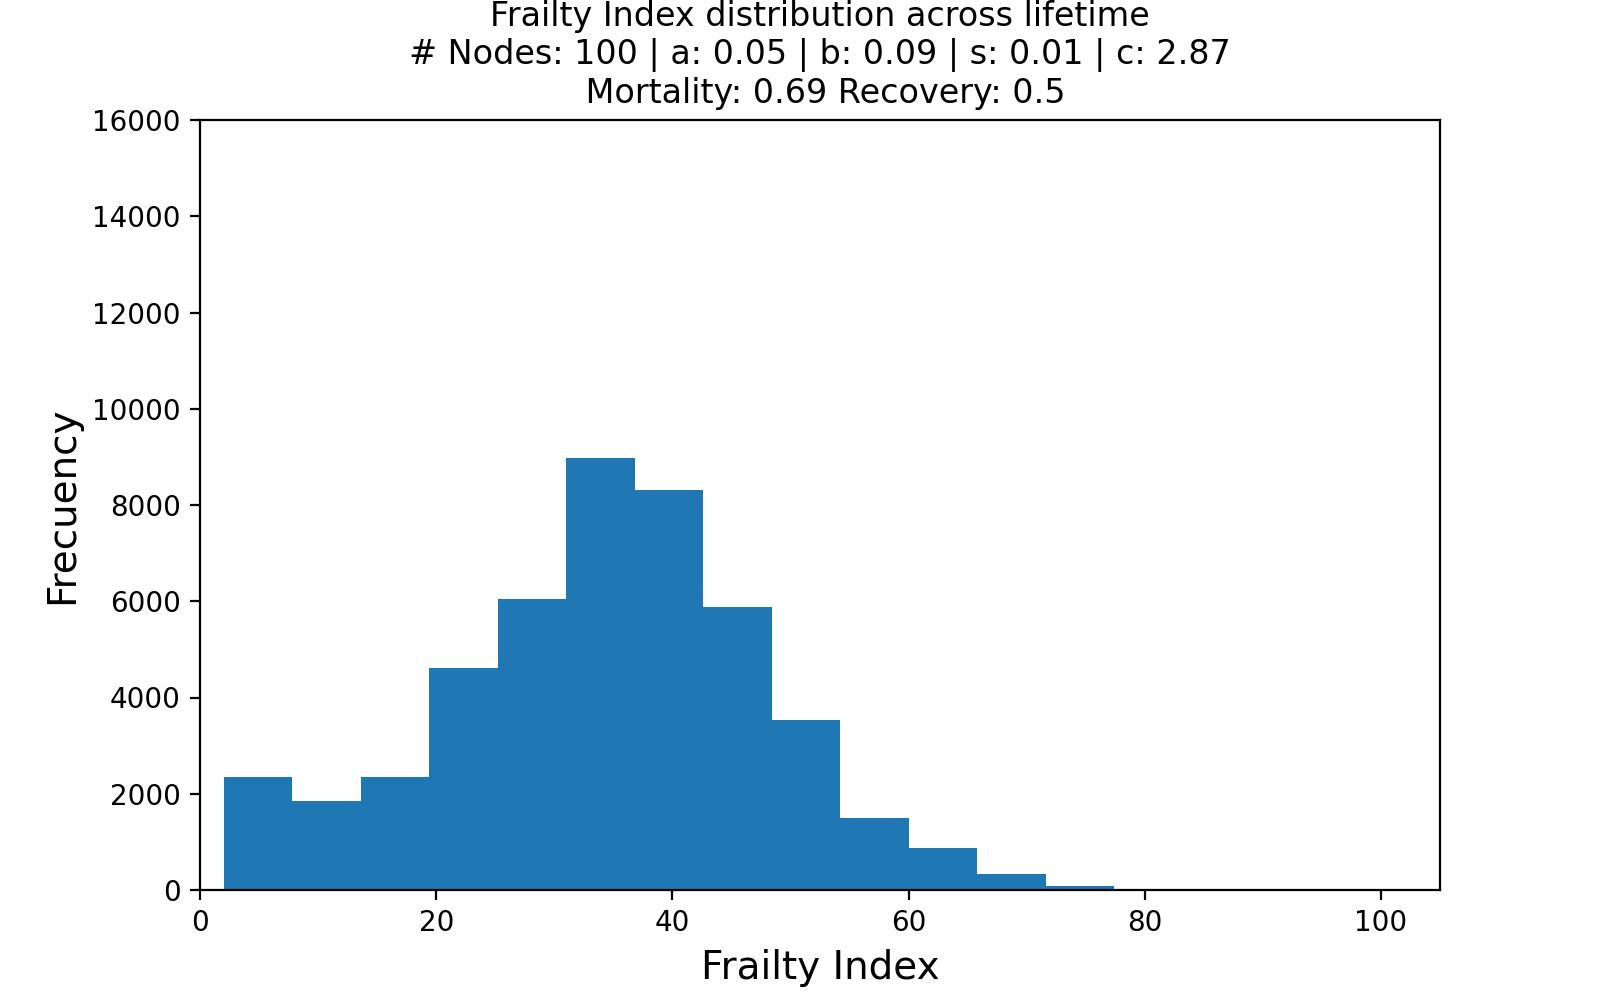 Frailty Index distribution across lifetime
# Nodes: 100 | a: 0.05 | b: 0.09 | s: 0.01 | c: 2.87
Mortality: 0.69 Recovery: 0.5
16000
14000
12000
10000
8000
6000
4000
2000
0
Frecuency
0 20 40 60 80 100
Frailty Index